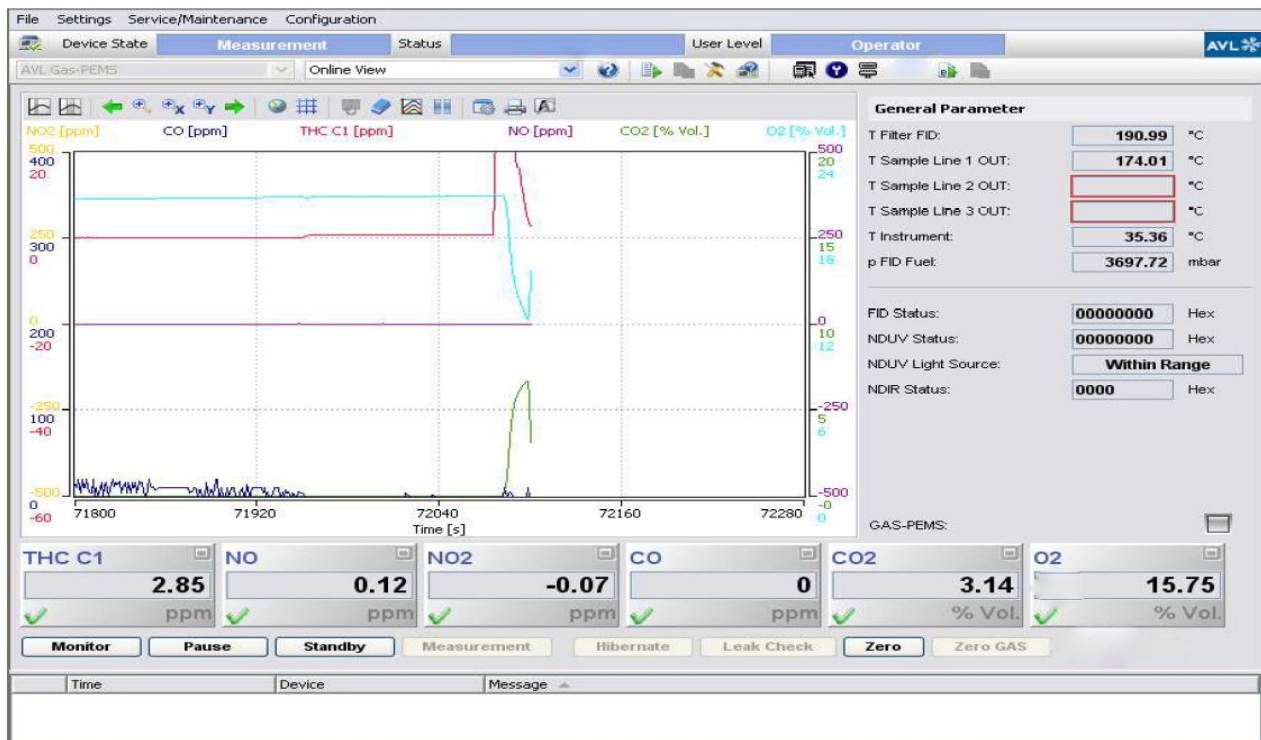 File Settings Service/Maintenance Configuration
Device State Measurement Status User Level Operator AVL
AVL Gas-PEMS Online View
NO2 [ppm] CO [ppm] THC C1 [ppm] NO [ppm] CO2 [% Vol.] O2 [% Vol.]
500 500
400 20
20 24
250 250
300 15
0 18
0 0
200 10
-20 12
-250 -250
100 5
-40 6
-500 -500
0 -0
-60 0
71800 71920 72040 72160 72280
Time [s]
General Parameter
T Filter FID: 190.99 °C
T Sample Line 1 OUT: 174.01 °C
T Sample Line 2 OUT: °C
T Sample Line 3 OUT: °C
T Instrument: 35.36 °C
p FID Fuel: 3697.72 mbar
FID Status: 00000000 Hex
NDUV Status: 00000000 Hex
NDUV Light Source: Within Range
NDIR Status: 0000 Hex
GAS-PEMS:
THC C1 NO NO2 CO CO2 O2
2.85 0.12 -0.07 0 3.14 15.75
ppm ppm ppm ppm % Vol. % Vol.
Monitor Pause Standby Measurement Hibernate Leak Check Zero Zero GAS
Time Device Message